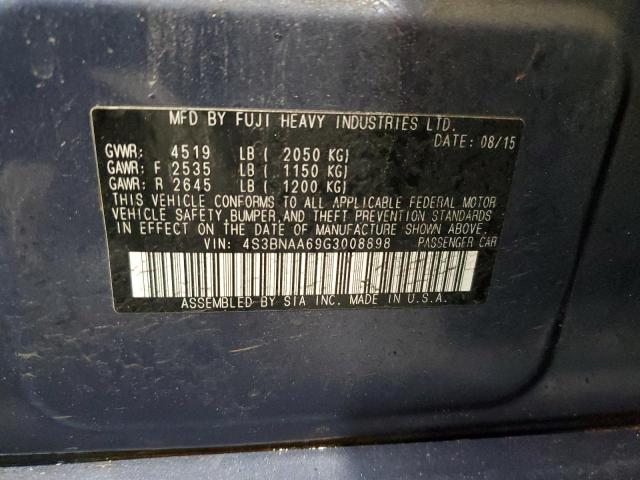 MFD BY FUJI HEAVY INDUSTRIES LTD.
DATE: 08/15
GVWR: 4519 LB ( 2050 KG)
GAWR: F 2535 LB ( 1150 KG)
GAWR: R 2645 LB ( 1200 KG)
THIS VEHICLE CONFORMS TO ALL APPLICABLE FEDERAL MOTOR
VEHICLE SAFETY, BUMPER, AND THEFT PREVENTION STANDARDS
IN EFFECT ON THE DATE OF MANUFACTURE SHOWN ABOVE.
VIN: 4S3BNAA69G3008898 PASSENGER CAR
ASSEMBLED BY SIA INC. MADE IN U.S.A.